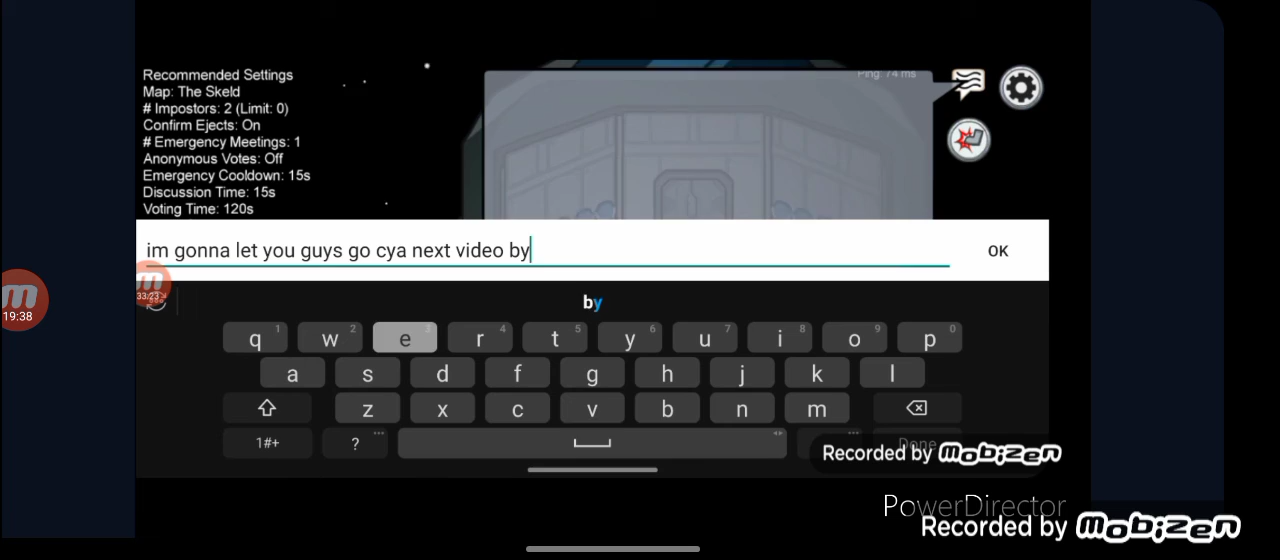 Recommended Settings
Map: The Skeld
# Impostors: 2 (Limit: 0)
Confirm Ejects: On
# Emergency Meetings: 1
Anonymous Votes: Off
Emergency Cooldown: 15s
Discussion Time: 15s
Voting Time: 120s
Ping: 74 ms
im gonna let you guys go cya next video by
OK
19:38
33:23
by
q 1 w 2 e 3 r 4 t 5 y 6 u 7 i 8 o 9 p 0
a s d f g h j k l
z x c v b n m
1#+ ? Done
Recorded by mobizen
PowerDirector
Recorded by mobizen